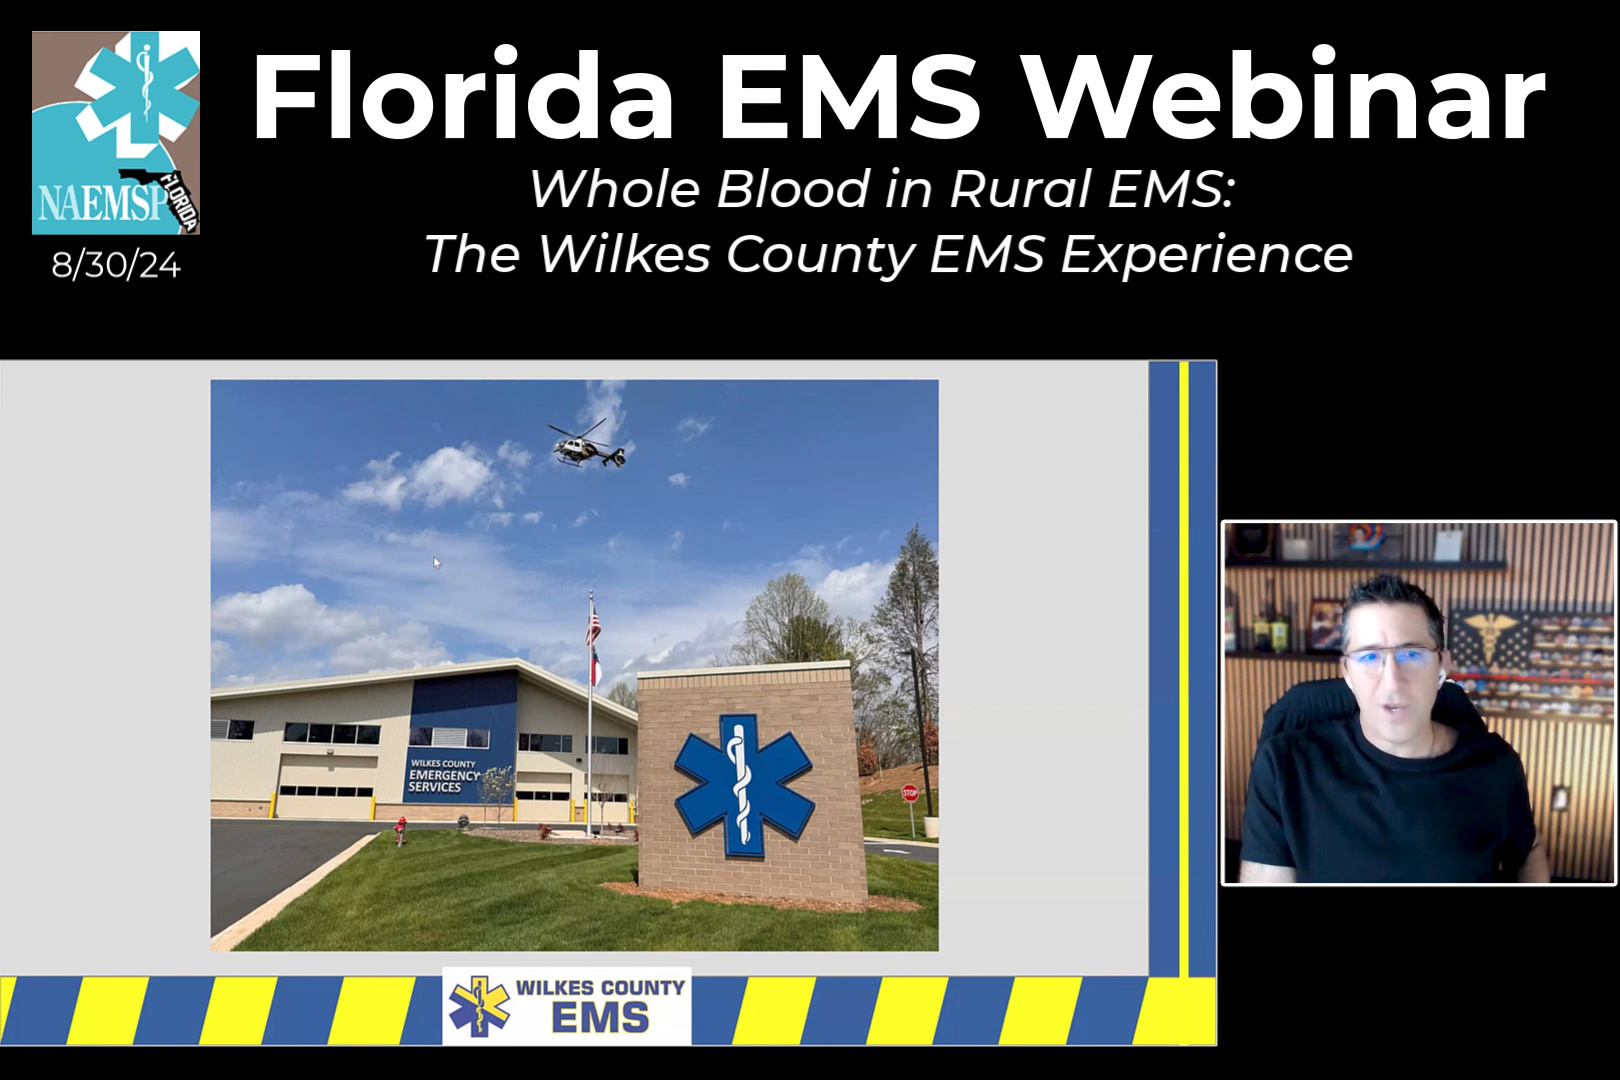 Florida EMS Webinar
Whole Blood in Rural EMS:
The Wilkes County EMS Experience
NAEMSP
FLORIDA
8/30/24
WILKES COUNTY
EMERGENCY
SERVICES
STOP
WILKES COUNTY
EMS